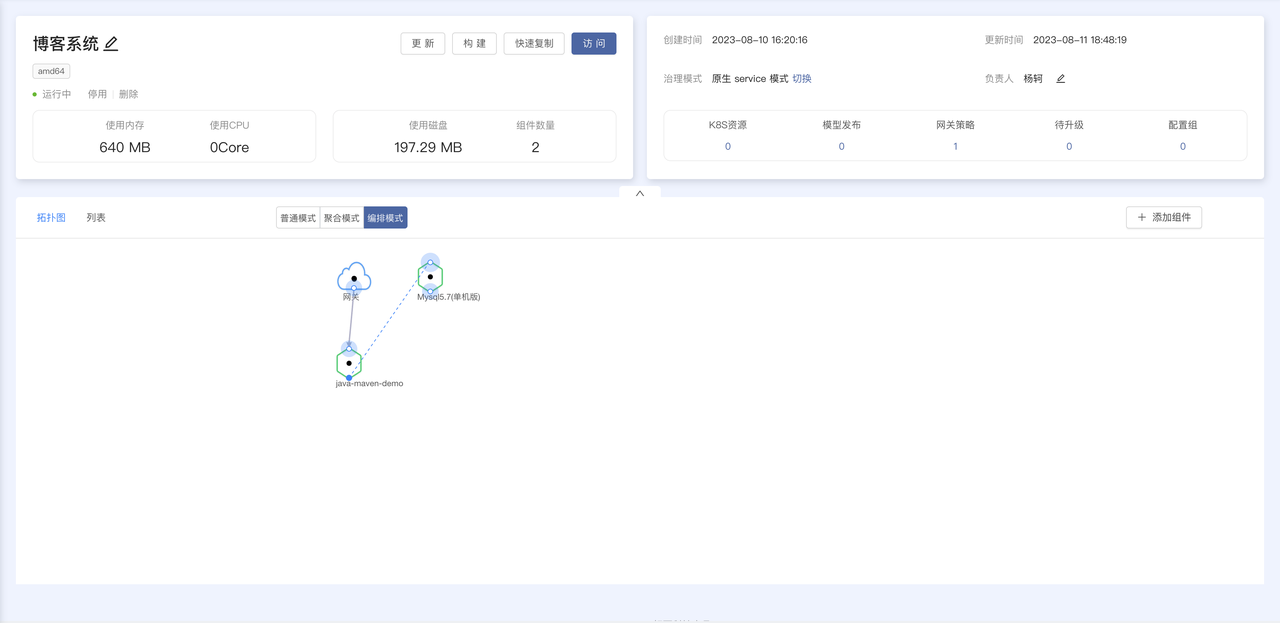 博客系统
更 新 构 建 快速复制 访 问
amd64
运行中 停用 删除
使用内存 使用CPU 使用磁盘 组件数量
640 MB 0Core 197.29 MB 2
创建时间 2023-08-10 16:20:16 更新时间 2023-08-11 18:48:19
治理模式 原生 service 模式 切换 负责人 杨轲
K8S资源 模型发布 网关策略 待升级 配置组
0 0 1 0 0
拓扑图 列表 普通模式 聚合模式 编排模式 添加组件
网关 Mysql5.7(单机版)
java-maven-demo